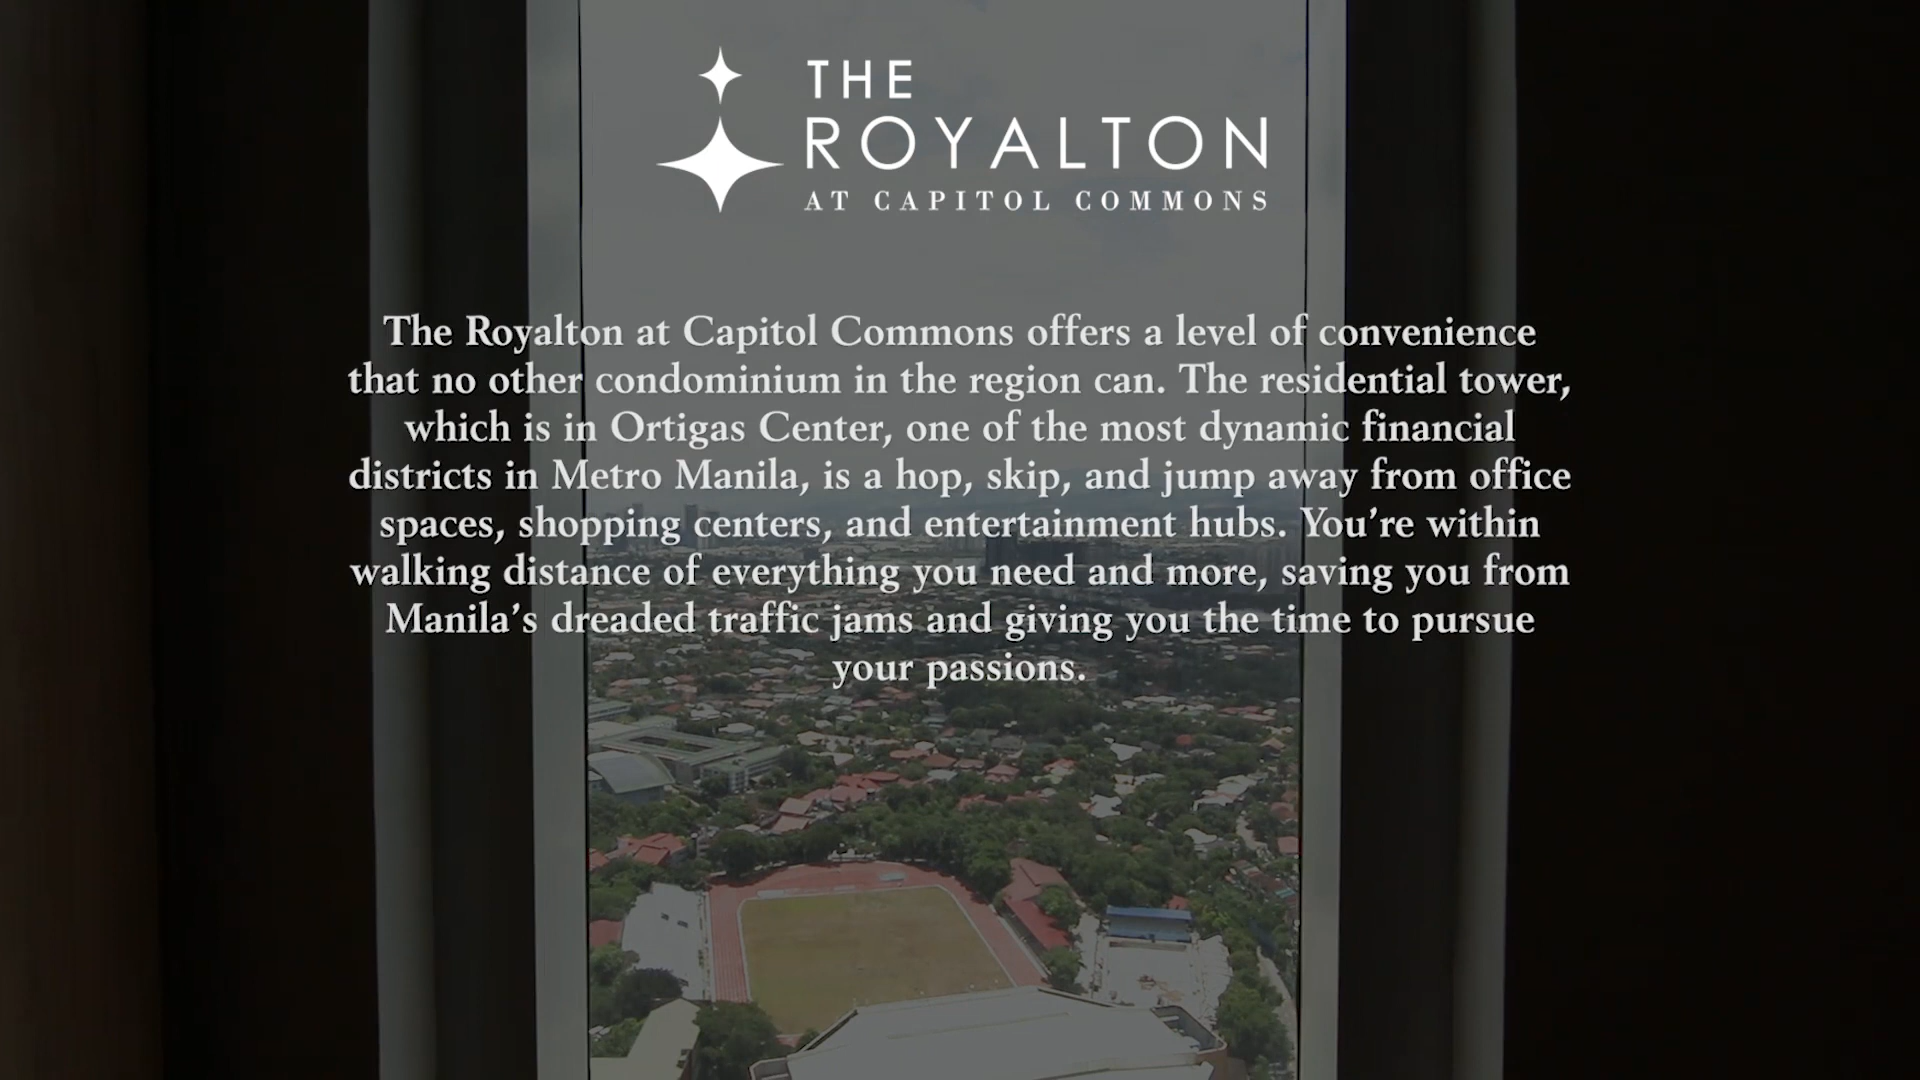 THE
ROYALTON
AT CAPITOL COMMONS
The Royalton at Capitol Commons offers a level of convenience
that no other condominium in the region can. The residential tower,
which is in Ortigas Center, one of the most dynamic financial
districts in Metro Manila, is a hop, skip, and jump away from office
spaces, shopping centers, and entertainment hubs. You’re within
walking distance of everything you need and more, saving you from
Manila’s dreaded traffic jams and giving you the time to pursue
your passions.